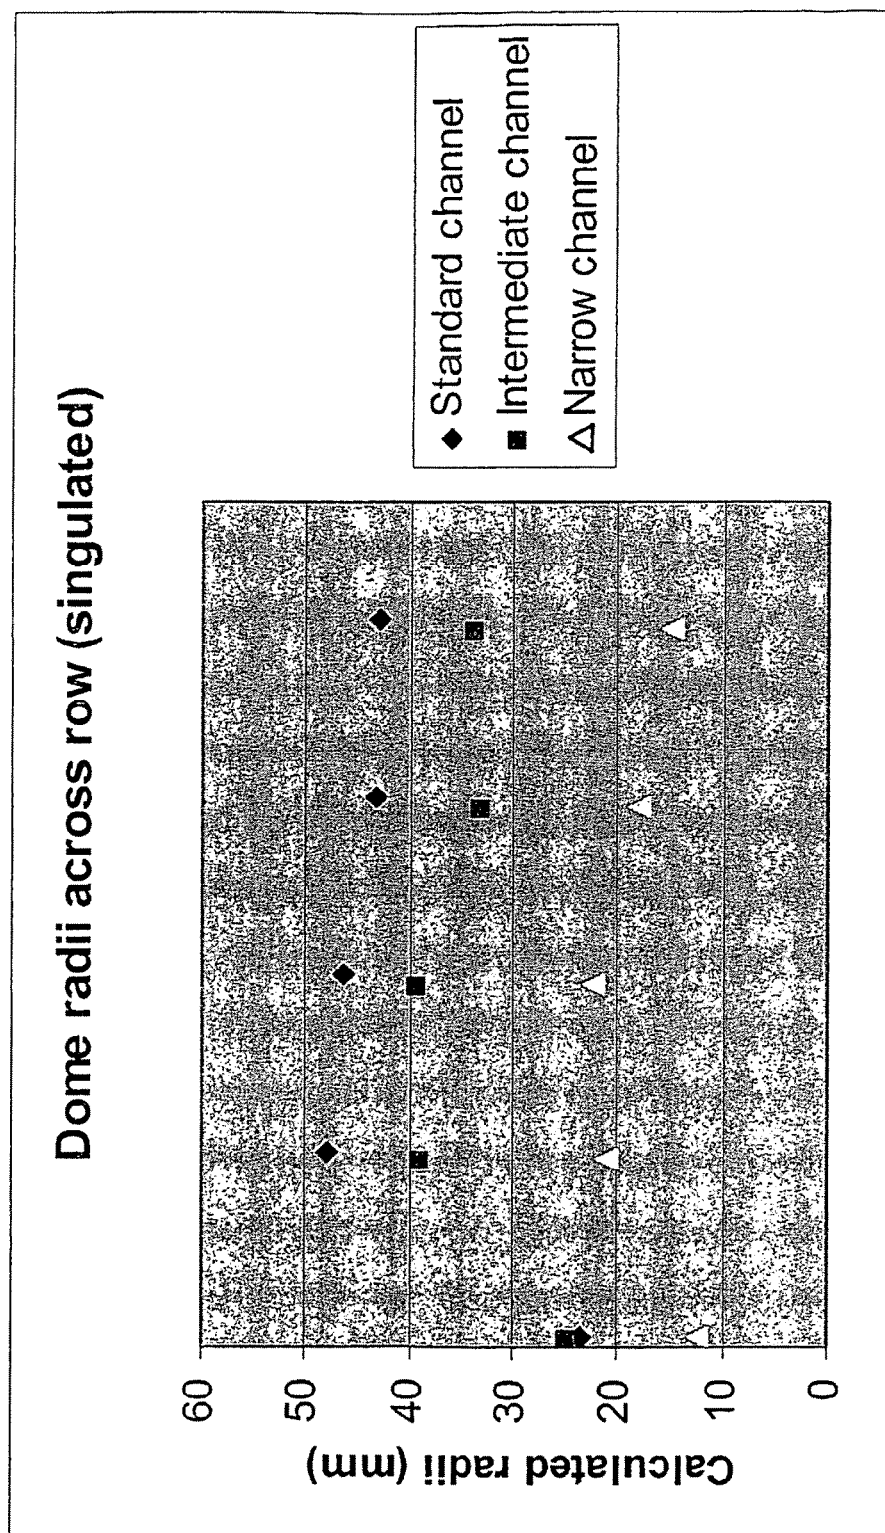 Dome radii across row (singulated)
Calculated radii (mm)
60
50
40
30
20
10
0
Standard channel
Intermediate channel
Narrow channel